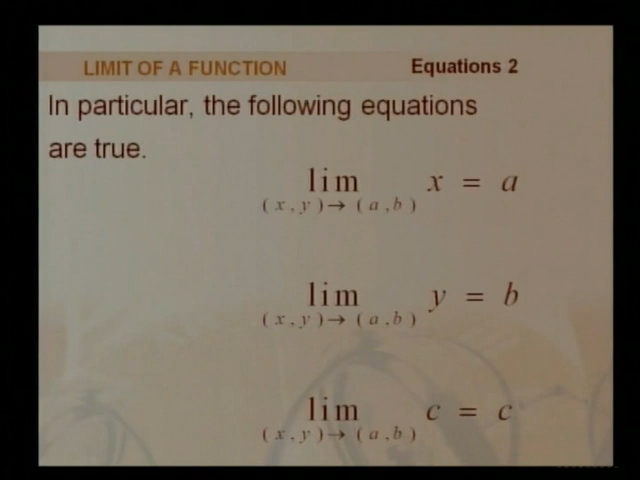 LIMIT OF A FUNCTION Equations 2
In particular, the following equations
are true.
lim x = a
(x,y)→(a,b)
lim y = b
(x,y)→(a,b)
lim c = c
(x,y)→(a,b)